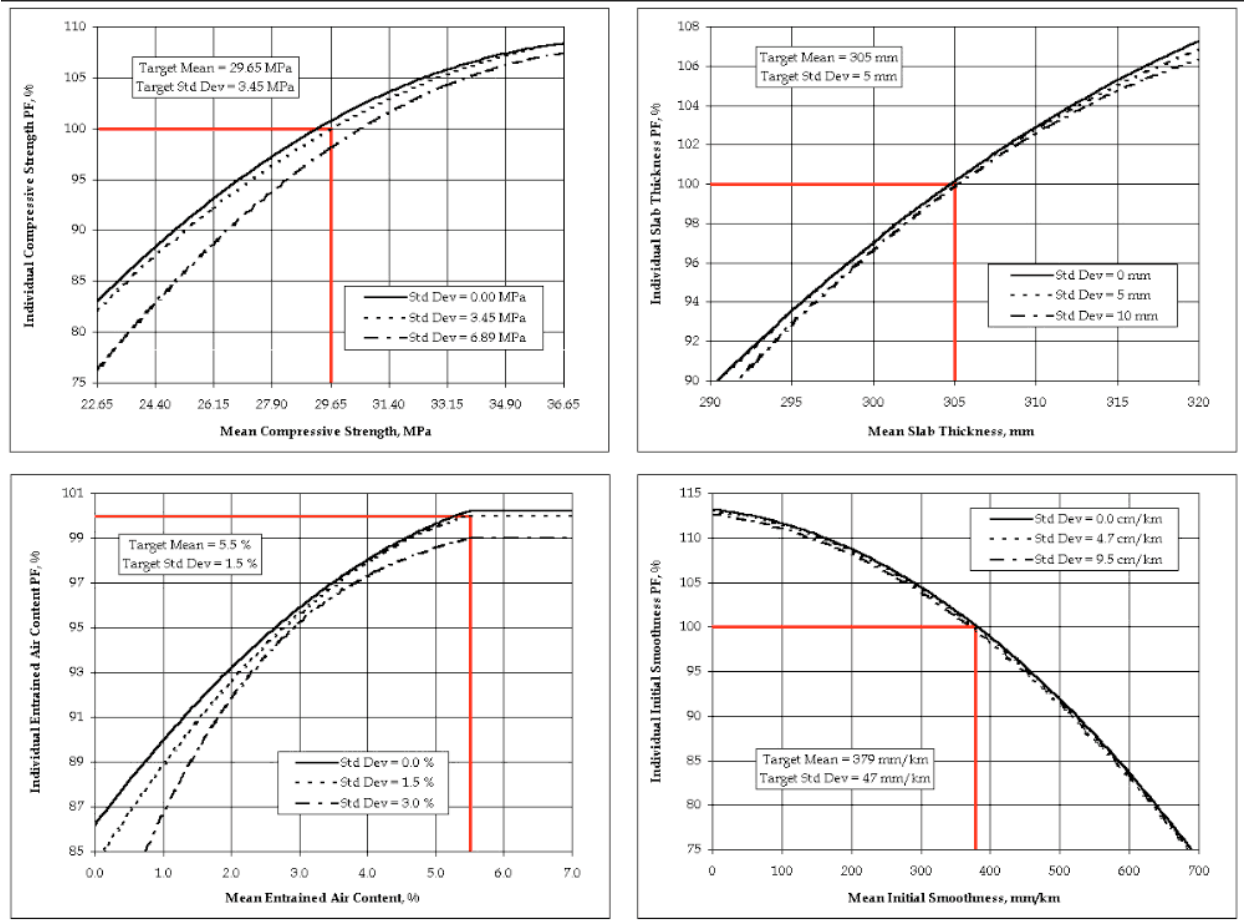 110
105
100
95
90
85
80
75
Individual Compressive Strength PF, %
Target Mean = 29.65 MPa
Target Std Dev = 3.45 MPa
Std Dev = 0.00 MPa
Std Dev = 3.45 MPa
Std Dev = 6.89 MPa
22.65 24.40 26.15 27.90 29.65 31.40 33.15 34.90 36.65
Mean Compressive Strength, MPa
108
106
104
102
100
98
96
94
92
90
Individual Slab Thickness PF, %
Target Mean = 305 mm
Target Std Dev = 5 mm
Std Dev = 0 mm
Std Dev = 5 mm
Std Dev = 10 mm
290 295 300 305 310 315 320
Mean Slab Thickness, mm
101
99
97
95
93
91
89
87
85
Individual Entrained Air Content PF, %
Target Mean = 5.5 %
Target Std Dev = 1.5 %
Std Dev = 0.0 %
Std Dev = 1.5 %
Std Dev = 3.0 %
0.0 1.0 2.0 3.0 4.0 5.0 6.0 7.0
Mean Entrained Air Content, %
115
110
105
100
95
90
85
80
75
Individual Initial Smoothness PF, %
Std Dev = 0.0 cm/km
Std Dev = 4.7 cm/km
Std Dev = 9.5 cm/km
Target Mean = 379 mm/km
Target Std Dev = 47 mm/km
0 100 200 300 400 500 600 700
Mean Initial Smoothness, mm/km